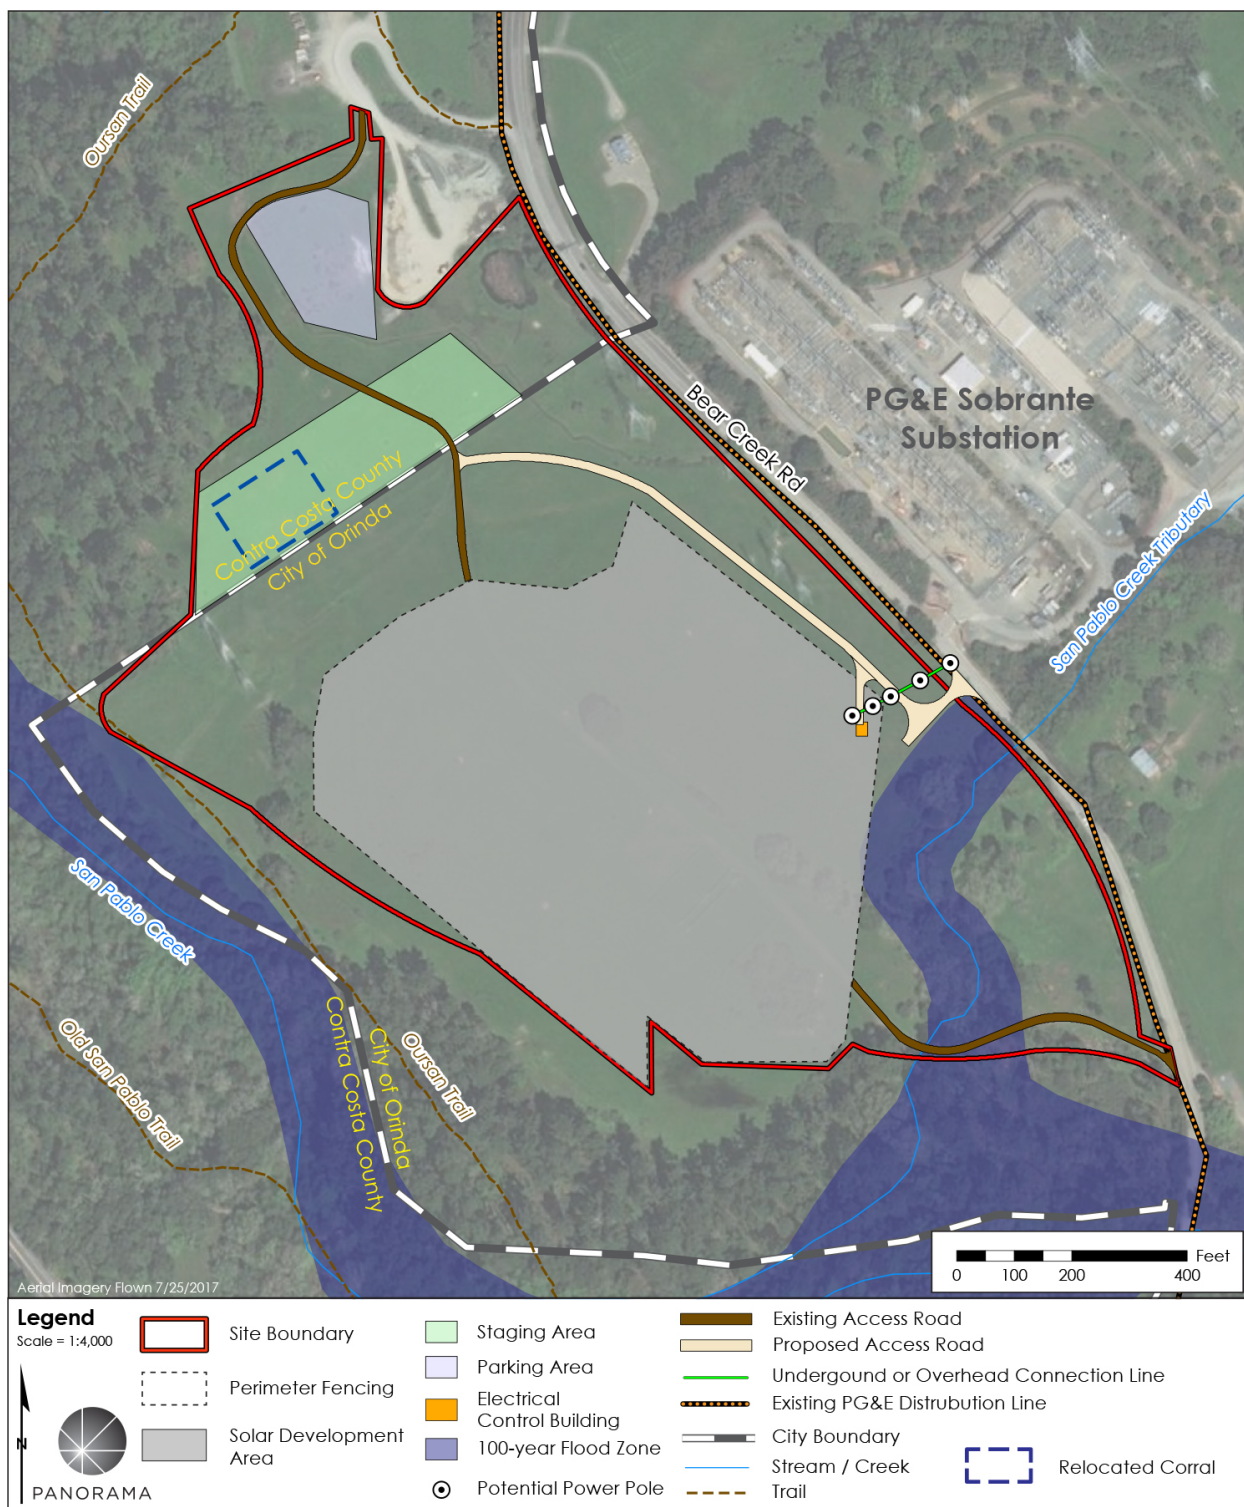 Oursan Trail
Bear Creek Rd
PG&E Sobrante
Substation
San Pablo Creek Tributary
Contra Costa County
City of Orinda
San Pablo Creek
Old San Pablo Trail
City of Orinda
Contra Costa County
Oursan Trail
Aerial Imagery Flown 7/25/2017
Feet
0 100 200 400
Legend
Scale = 1:4,000
N
PANORAMA
Site Boundary
Perimeter Fencing
Solar Development
Area
Staging Area
Parking Area
Electrical
Control Building
100-year Flood Zone
Potential Power Pole
Existing Access Road
Proposed Access Road
Undergound or Overhead Connection Line
Existing PG&E Distrubution Line
City Boundary
Stream / Creek
Trail
Relocated Corral